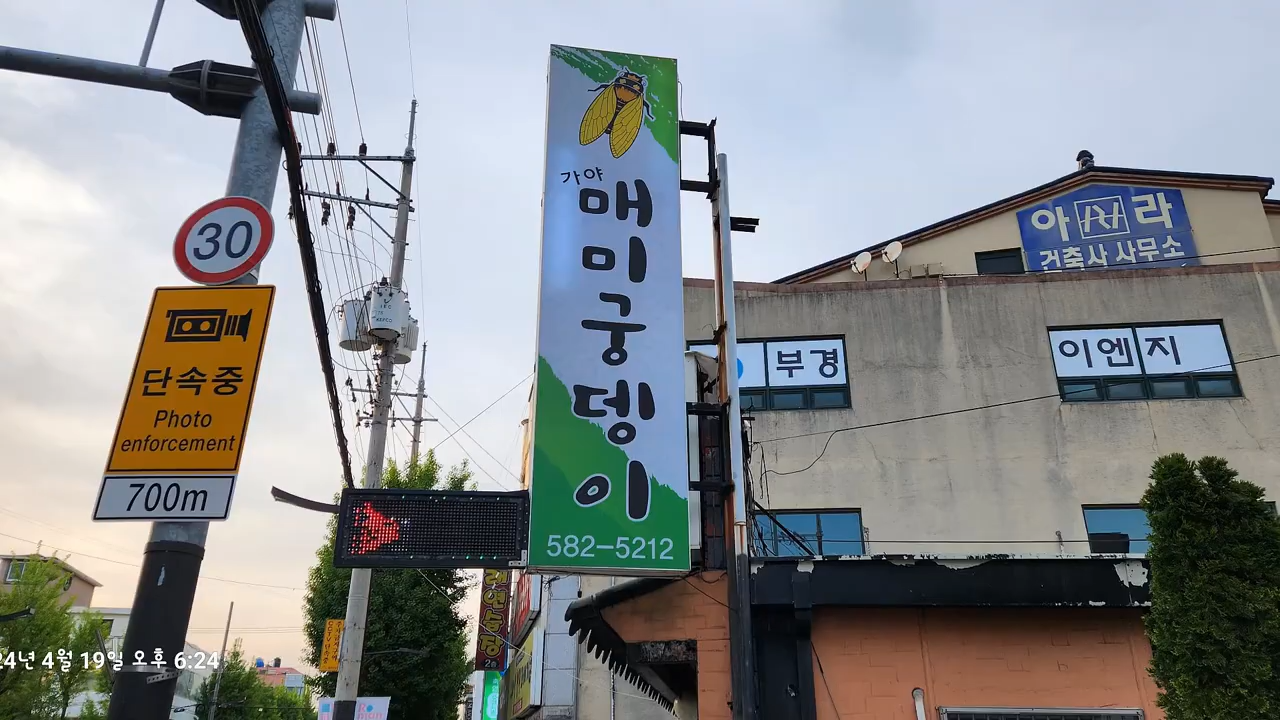 30
단속중
Photo
enforcement
700m
가야
매미궁뎅이
582-5212
아라
건축사사무소
부경
이엔지
24년 4월 19일 오후 6:24